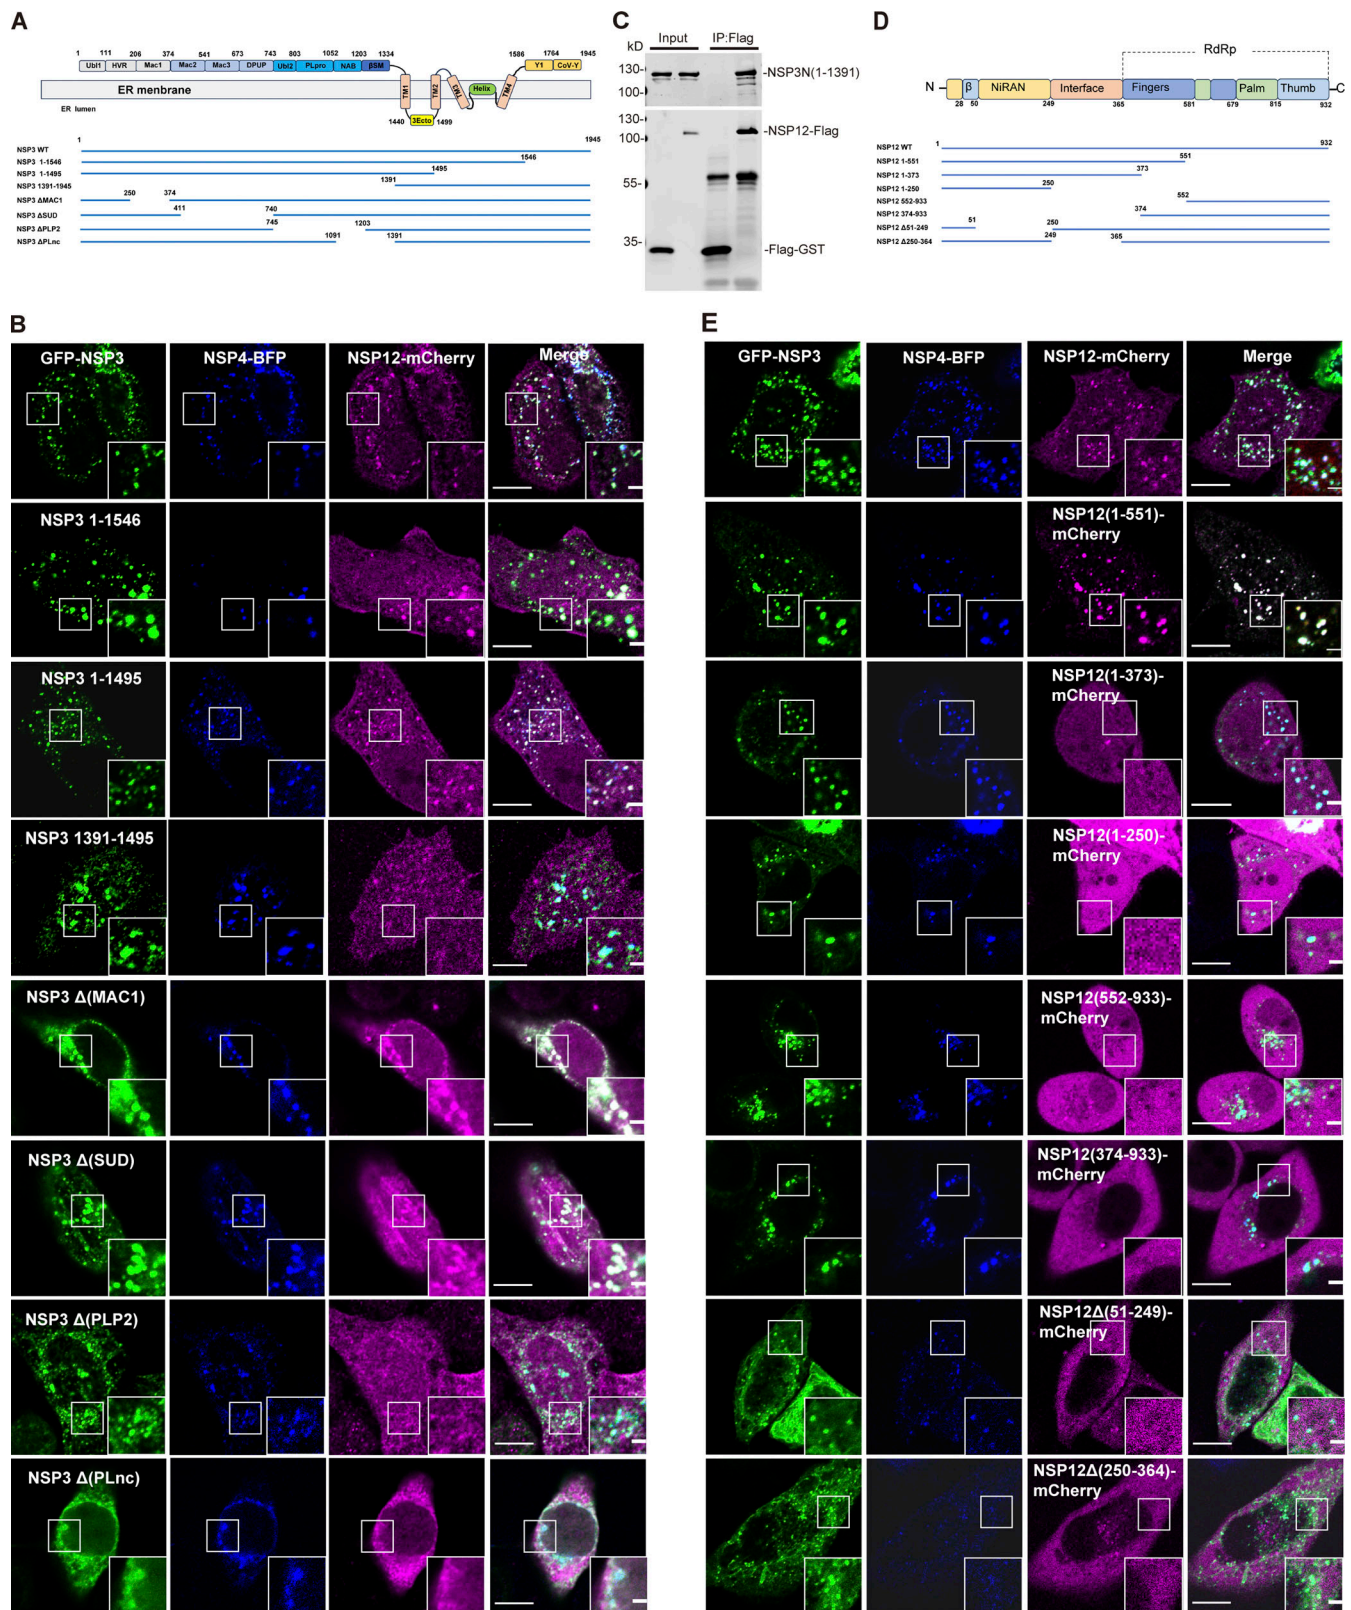 A
1 111 206 374 541 673 743 803 1052 1203 1334 1586 1764 1945
Ubl1 HVR Mac1 Mac2 Mac3 DPUP Ubl2 PLpro NAB βSM Y1 CoV-Y
ER menbrane
TM1 TM2 TM3 Helix TM4
ER lumen
3Ecto
1440 1499
1 1945
NSP3 WT
NSP3 1-1546 1546
NSP3 1-1495 1495
NSP3 1391-1945 1391
NSP3 ΔMAC1 250 374
NSP3 ΔSUD 411 740
NSP3 ΔPLP2 745 1203
NSP3 ΔPLnc 1091 1391
C
Input IP:Flag
kD
130-
100-
-NSP3N(1-1391)
130-
100-
-NSP12-Flag
55-
35-
-Flag-GST
D
RdRp
N β NiRAN Interface Fingers Palm Thumb C
28 50 249 365 581 679 815 932
1 932
NSP12 WT
NSP12 1-551 551
NSP12 1-373 373
NSP12 1-250 250
NSP12 552-933 552
NSP12 374-933 374
NSP12 Δ51-249 51 250
NSP12 Δ250-364 249 365
B
GFP-NSP3 NSP4-BFP NSP12-mCherry Merge
NSP3 1-1546
NSP3 1-1495
NSP3 1391-1495
NSP3 Δ(MAC1)
NSP3 Δ(SUD)
NSP3 Δ(PLP2)
NSP3 Δ(PLnc)
E
GFP-NSP3 NSP4-BFP NSP12-mCherry Merge
NSP12(1-551)-
mCherry
NSP12(1-373)-
mCherry
NSP12(1-250)-
mCherry
NSP12(552-933)-
mCherry
NSP12(374-933)-
mCherry
NSP12Δ(51-249)-
mCherry
NSP12Δ(250-364)-
mCherry